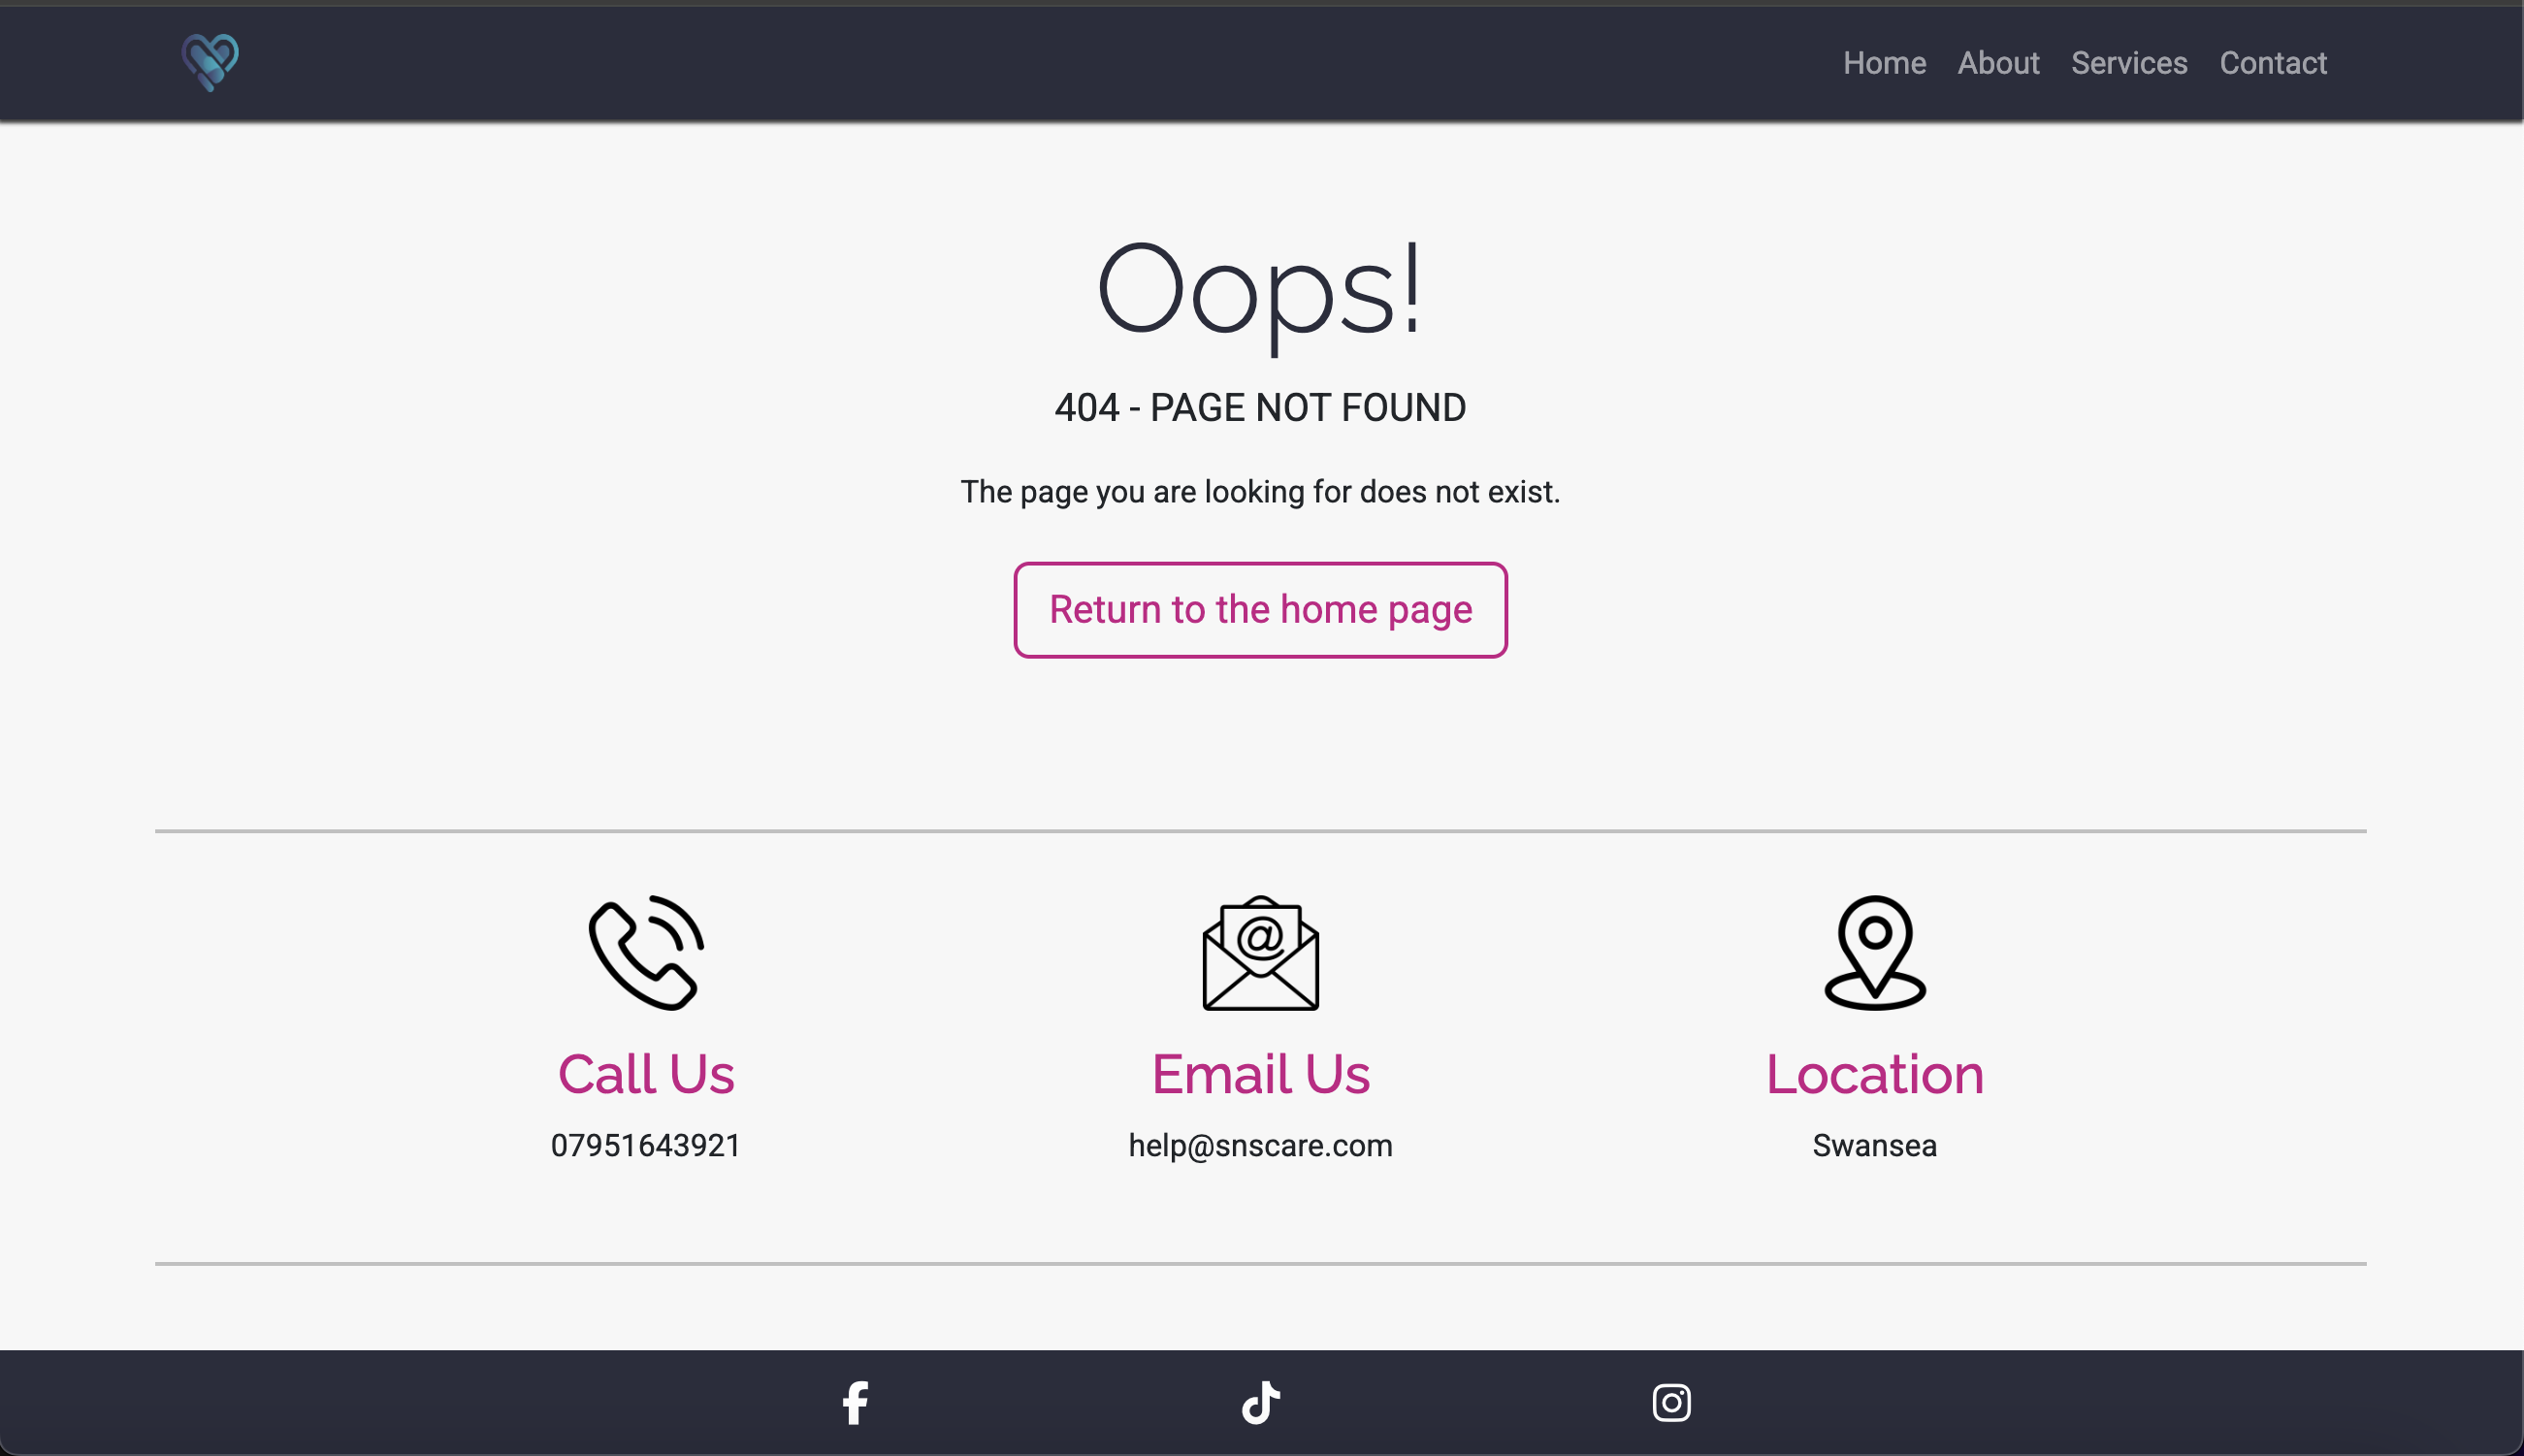 Home About Services Contact
Oops!
404 - PAGE NOT FOUND
The page you are looking for does not exist.
Return to the home page
Call Us Email Us Location
07951643921 help@snscare.com Swansea